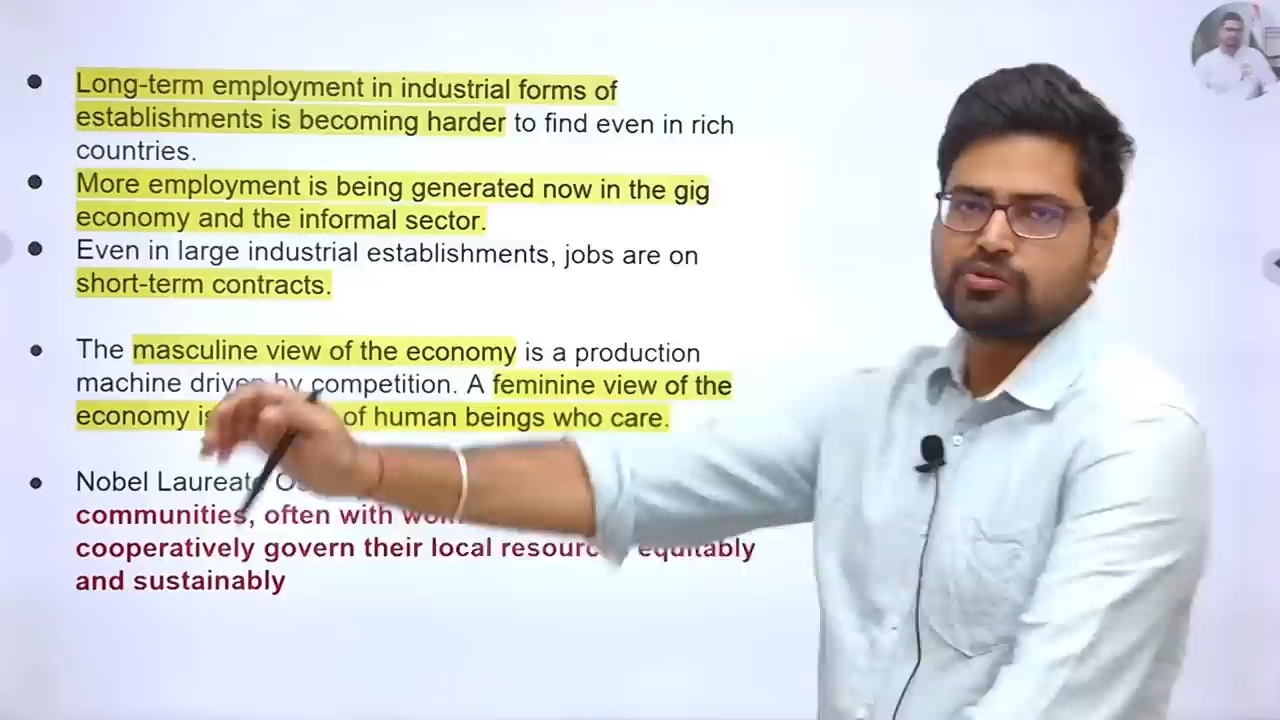 Long-term employment in industrial forms of
establishments is becoming harder to find even in rich
countries.
More employment is being generated now in the gig
economy and the informal sector.
Even in large industrial establishments, jobs are on
short-term contracts.
The masculine view of the economy is a production
machine driven by competition. A feminine view of the
economy is of human beings who care.
Nobel Laureate
communities, often with
cooperatively govern their local equitably
and sustainably